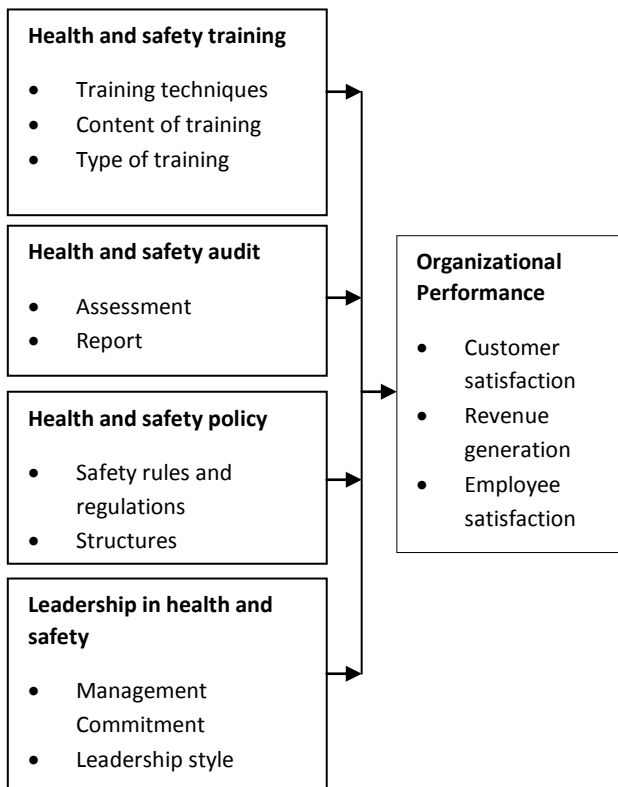 Health and safety training
• Training techniques
• Content of training
• Type of training
Health and safety audit
• Assessment
• Report
Health and safety policy
• Safety rules and
regulations
• Structures
Leadership in health and
safety
• Management
Commitment
• Leadership style
Organizational
Performance
• Customer
satisfaction
• Revenue
generation
• Employee
satisfaction